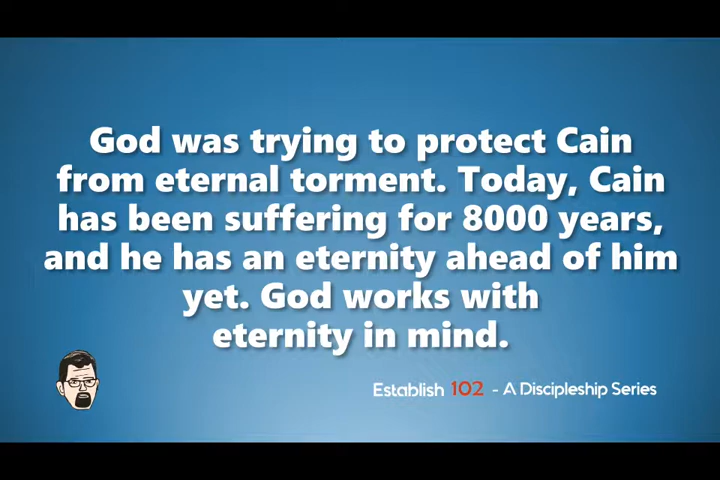 God was trying to protect Cain
from eternal torment. Today, Cain
has been suffering for 8000 years,
and he has an eternity ahead of him
yet. God works with
eternity in mind.
Establish 102 - A Discipleship Series